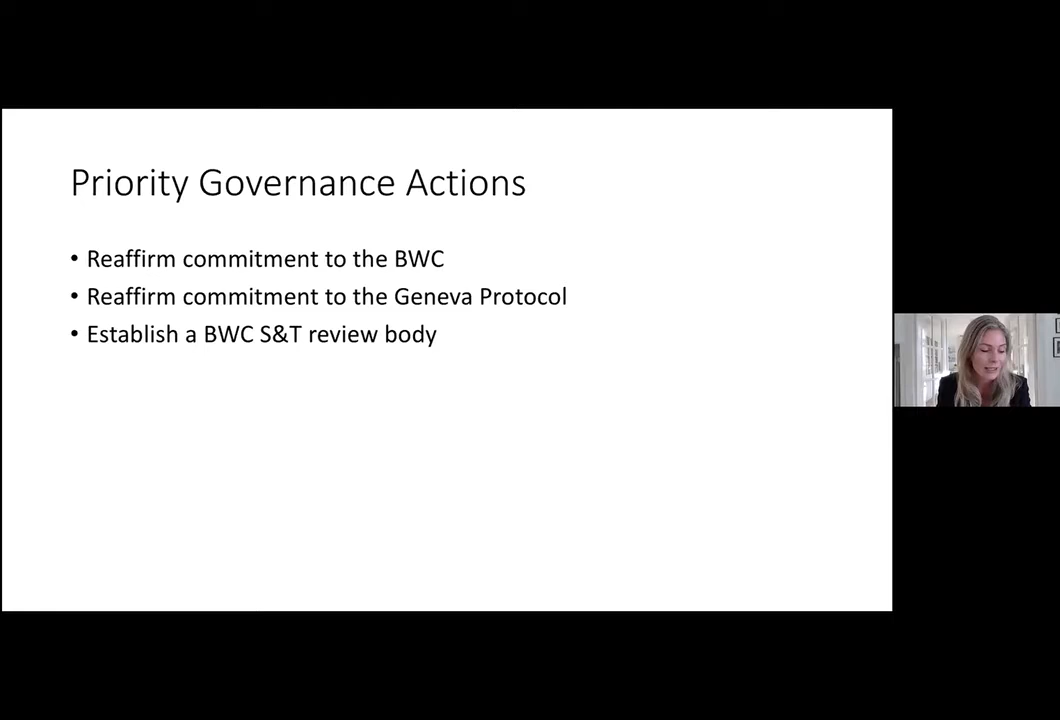 Priority Governance Actions
• Reaffirm commitment to the BWC
• Reaffirm commitment to the Geneva Protocol
• Establish a BWC S&T review body